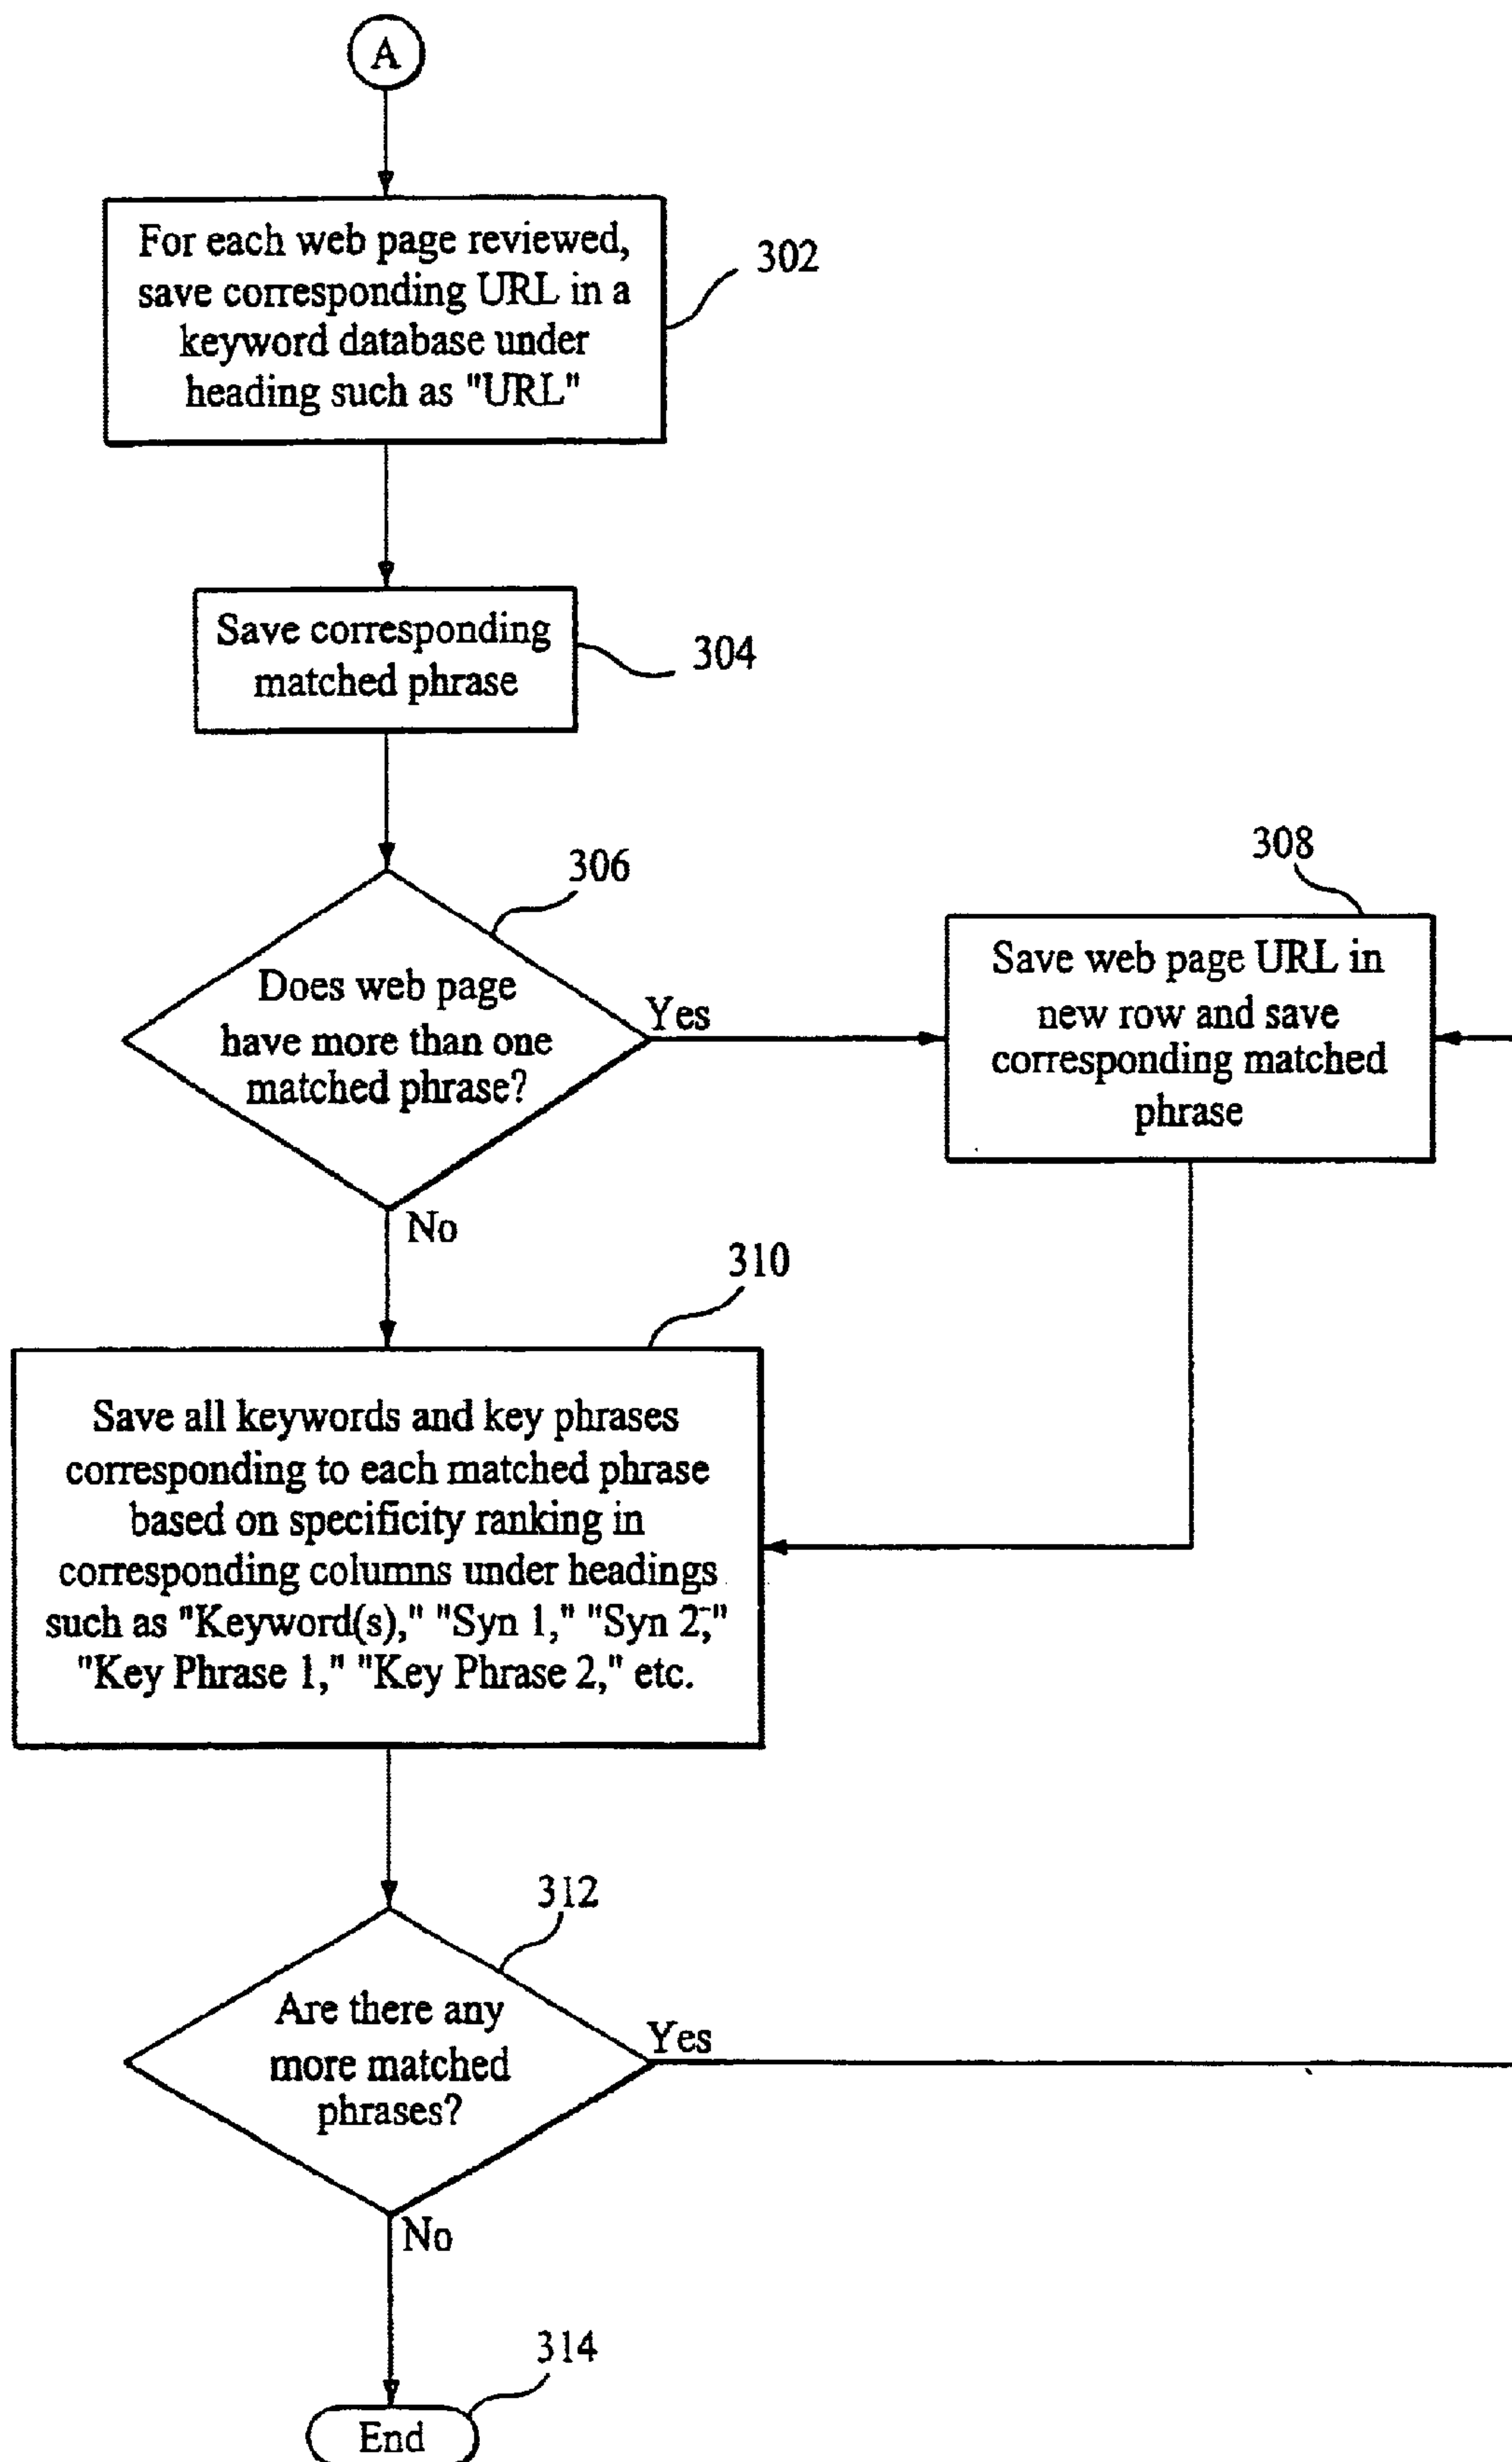 A
For each web page reviewed,
save corresponding URL in a
keyword database under
heading such as "URL"
302
Save corresponding
matched phrase
304
306
Does web page
have more than one
matched phrase?
Yes
No
308
Save web page URL in
new row and save
corresponding matched
phrase
310
Save all keywords and key phrases
corresponding to each matched phrase
based on specificity ranking in
corresponding columns under headings
such as "Keyword(s)," "Syn 1," "Syn 2,"
"Key Phrase 1," "Key Phrase 2," etc.
312
Are there any
more matched
phrases?
Yes
No
314
End